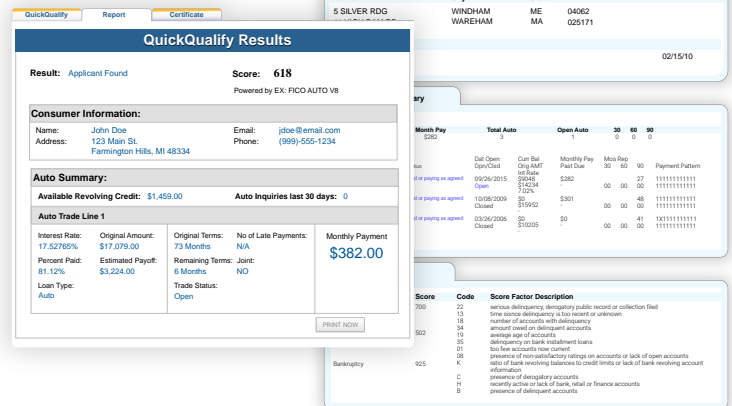 QuickQualify Report Certificate
QuickQualify Results
Result: Applicant Found Score: 618
Powered by EX: FICO AUTO V8
Consumer Information:
Name: John Doe Email: jdoe@email.com
Address: 123 Main St. Phone: (999)-555-1234
Farmington Hills, MI 48334
Auto Summary:
Available Revolving Credit: $1,459.00 Auto Inquiries last 30 days: 0
Auto Trade Line 1
Interest Rate: Original Amount: Original Terms: No of Late Payments: Monthly Payment
17.52765% $17,079.00 73 Months N/A $382.00
Percent Paid: Estimated Payoff: Remaining Terms: Joint:
81.12% $3,224.00 6 Months NO
Loan Type: Trade Status:
Auto Open
PRINT NOW
5 SILVER RDG WINDHAM ME 04062
WAREHAM MA 025171
02/15/10
ary
Month Pay Total Auto Open Auto 30 60 90
$282 3 1 0 0 0
Dat Open Curr Bal Monthly Pay Mos Rep
Opn/Clsd Orig AMT Past Due 30 60 90 Payment Pattern
Int Rate
d or paying as agreed 09/26/2015 $9048 $282 27 111111111111
Open $14234 - 00 00 00 111111111111
7.02%
10/08/2009 $0 $301 48 111111111111
Closed $15952 - 00 00 00 111111111111
d or paying as agreed 03/26/2006 $0 $0 41 1X1111111111
Closed $10205 - 00 00 00 111111111111
Score Code Score Factor Description
700 22 serious delinquency, derogatory public record or collection filed
13 time sisnce delinquency is too recent or unknown
18 number of accounts with delinquency
34 amount owed on delinquent accounts
502 19 average age of accounts
35 delinquency on bank installment loans
01 too few accounts now current
08 presence of non-satisfactory ratings on accounts or lack of open accounts
Bankruptcy 925 K ratio of bank revolving balances to credit limits or lack of bank revolving account
information
C presence of derogatory accounts
H recently active or lack of bank, retail or finance accounts
B presence of delinquent accounts